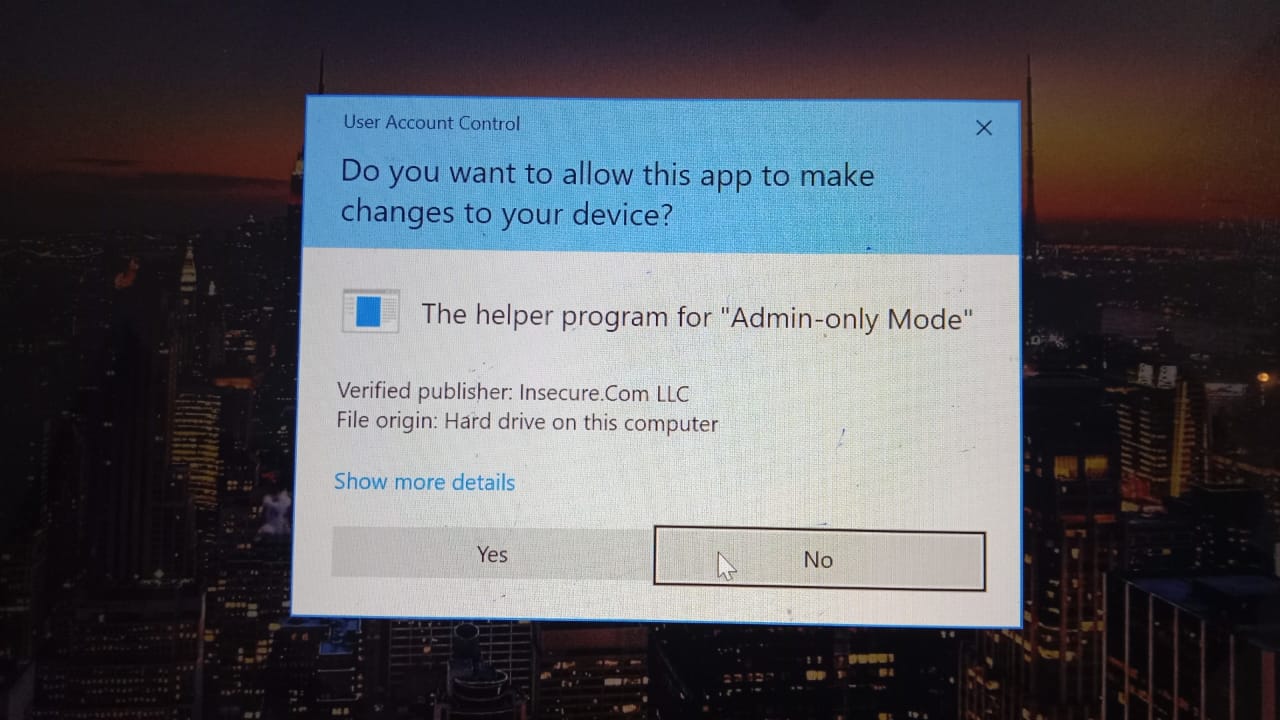 User Account Control
Do you want to allow this app to make
changes to your device?
The helper program for "Admin-only Mode"
Verified publisher: Insecure.Com LLC
File origin: Hard drive on this computer
Show more details
Yes
No